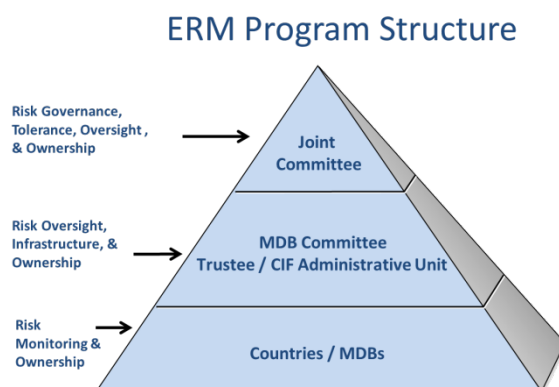 ERM Program Structure
Risk Governance,
Tolerance, Oversight ,
& Ownership
Joint
Committee
Risk Oversight,
Infrastructure, &
Ownership
MDB Committee
Trustee / CIF Administrative Unit
Risk
Monitoring &
Ownership
Countries / MDBs